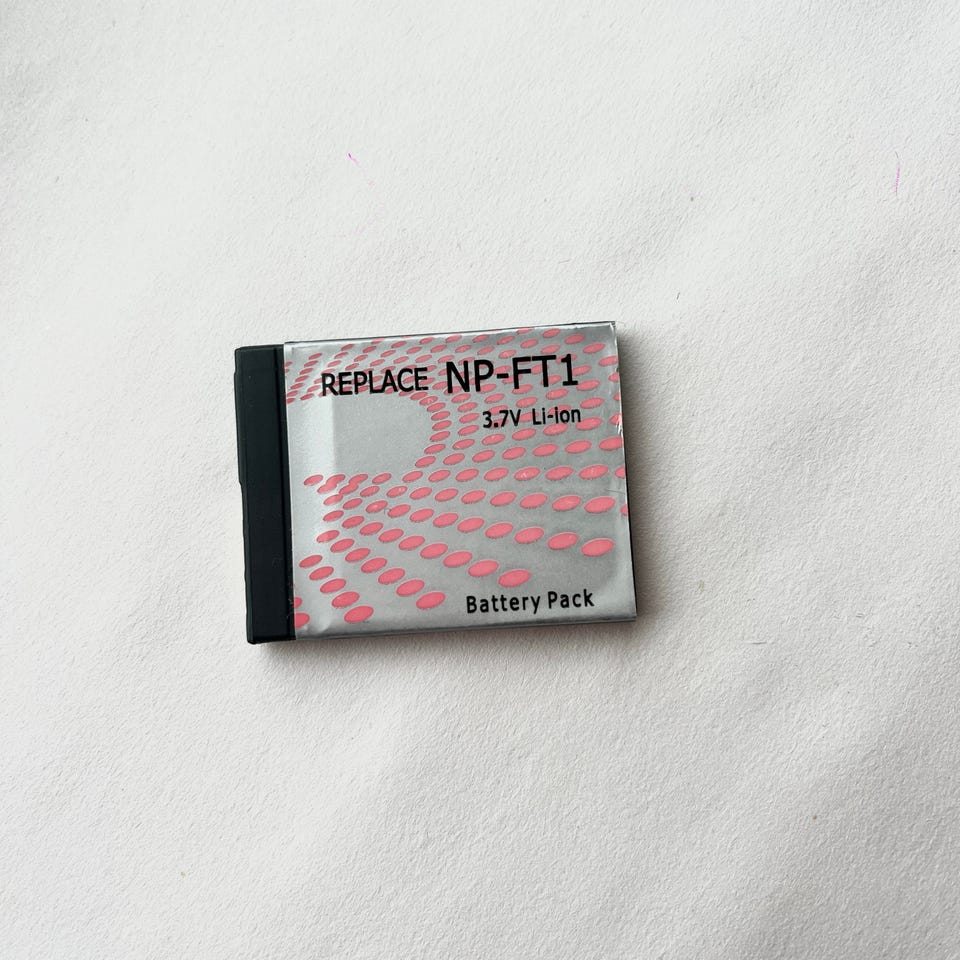 REPLACE NP-FT1
3.7V Li-ion
Battery Pack